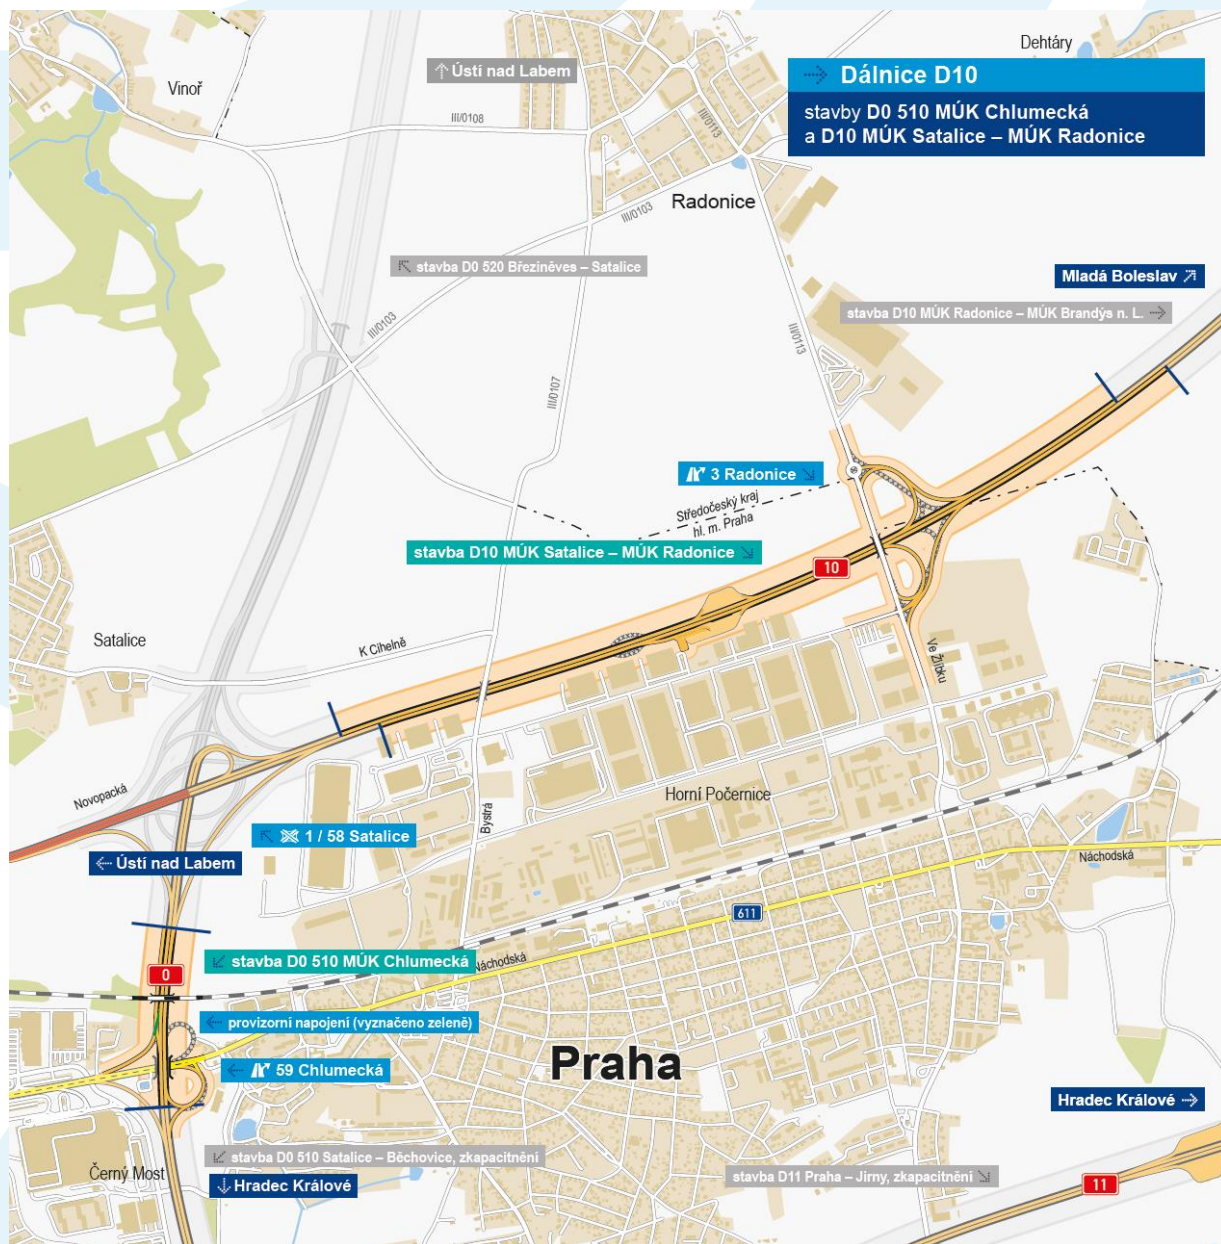 Dehtáry
Ústí nad Labem
Dálnice D10
Vinoř
stavby D0 510 MÚK Chlumecká
a D10 MÚK Satalice – MÚK Radonice
III/0108
III/0113
Radonice
III/0103
stavba D0 520 Březiněves – Satalice
Mladá Boleslav
stavba D10 MÚK Radonice – MÚK Brandýs n. L.
III/0103
III/0113
III/0107
3 Radonice
Středočeský kraj
hl. m. Praha
stavba D10 MÚK Satalice – MÚK Radonice
10
Satalice
K Cihelně
Ve Žlíbku
Novopacká
Horní Počernice
Bystrá
1 / 58 Satalice
Ústí nad Labem
Náchodská
611
stavba D0 510 MÚK Chlumecká
Náchodská
0
provizorní napojení (vyznačeno zeleně)
Praha
59 Chlumecká
Hradec Králové
stavba D0 510 Satalice – Běchovice, zkapacitnění
Černý Most
stavba D11 Praha – Jirny, zkapacitnění
Hradec Králové
11